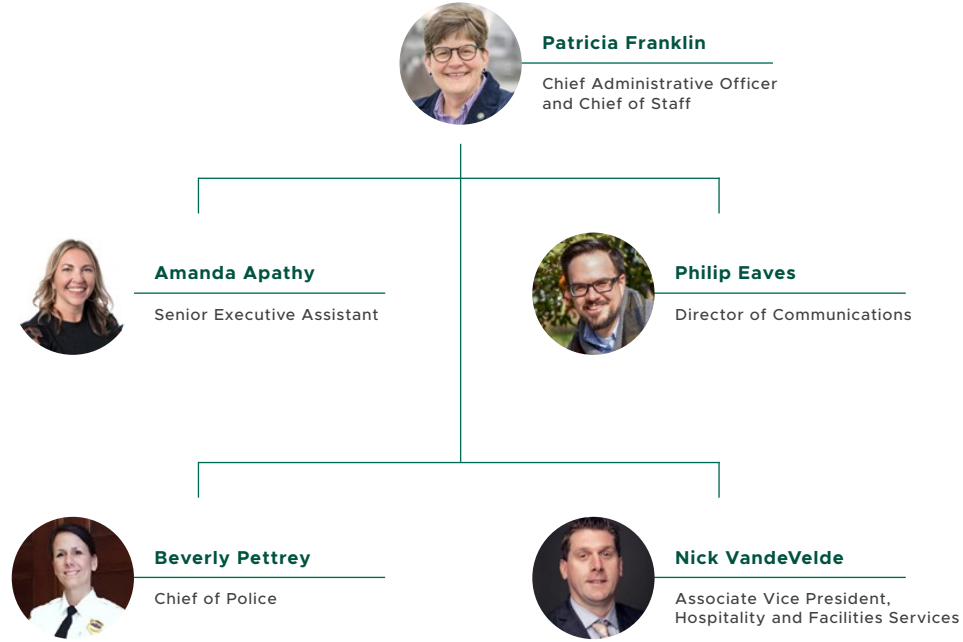 Patricia Franklin
Chief Administrative Officer
and Chief of Staff
Amanda Apathy
Senior Executive Assistant
Philip Eaves
Director of Communications
Beverly Pettrey
Chief of Police
Nick VandeVelde
Associate Vice President,
Hospitality and Facilities Services